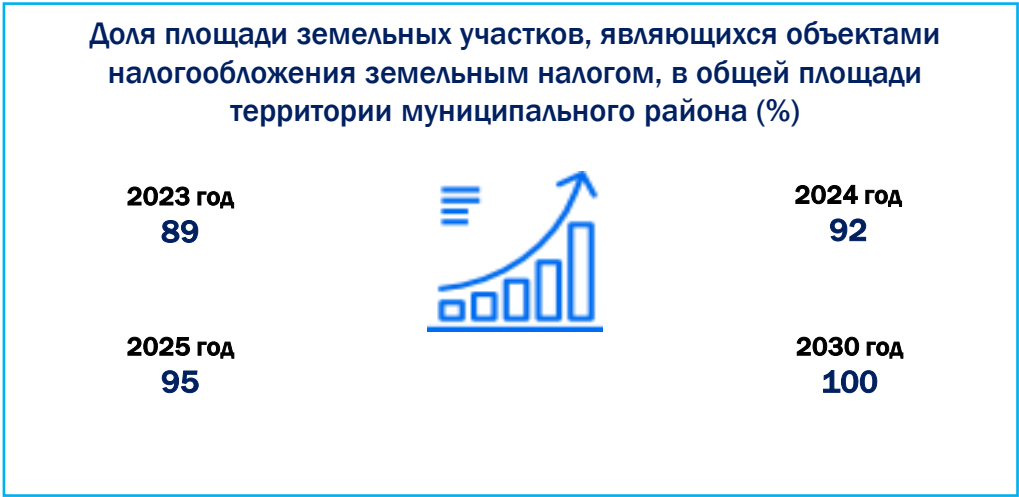 Доля площади земельных участков, являющихся объектами
налогообложения земельным налогом, в общей площади
территории муниципального района (%)
2023 год
89
2024 год
92
2025 год
95
2030 год
100